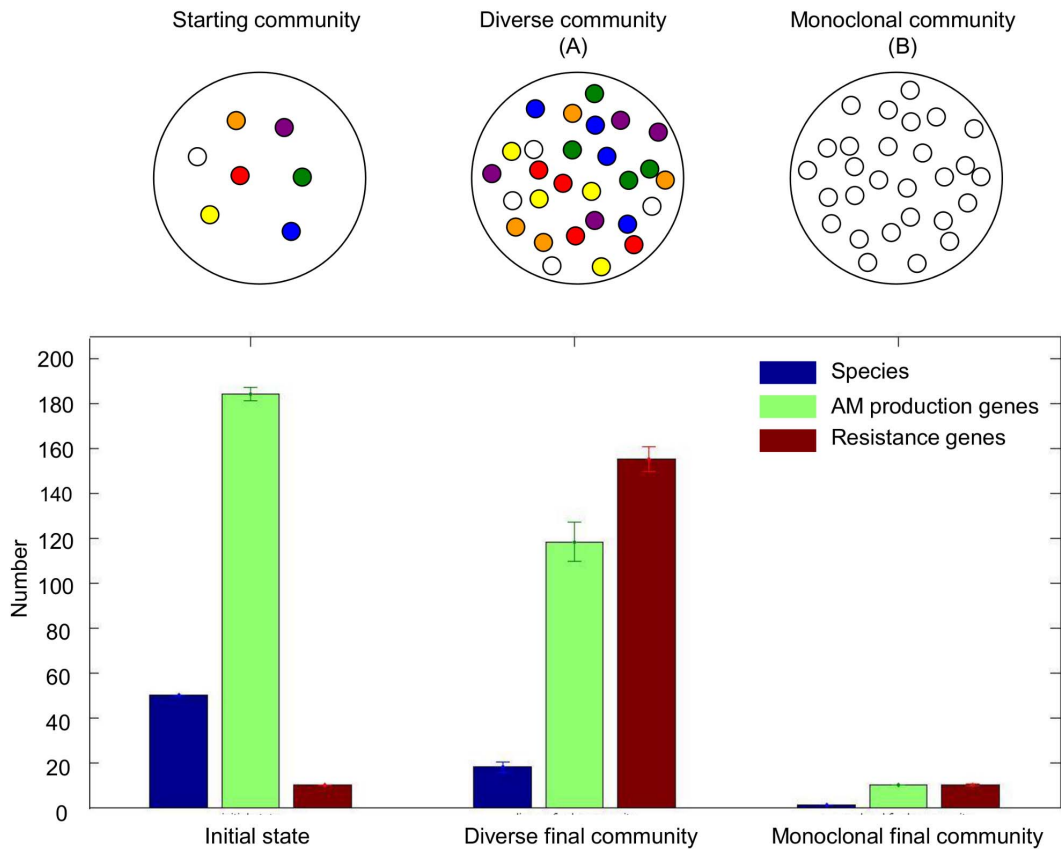 Starting community
Diverse community
(A)
Monoclonal community
(B)
200
180
160
140
120
100
80
60
40
20
0
Number
Species
AM production genes
Resistance genes
Initial state
Diverse final community
Monoclonal final community